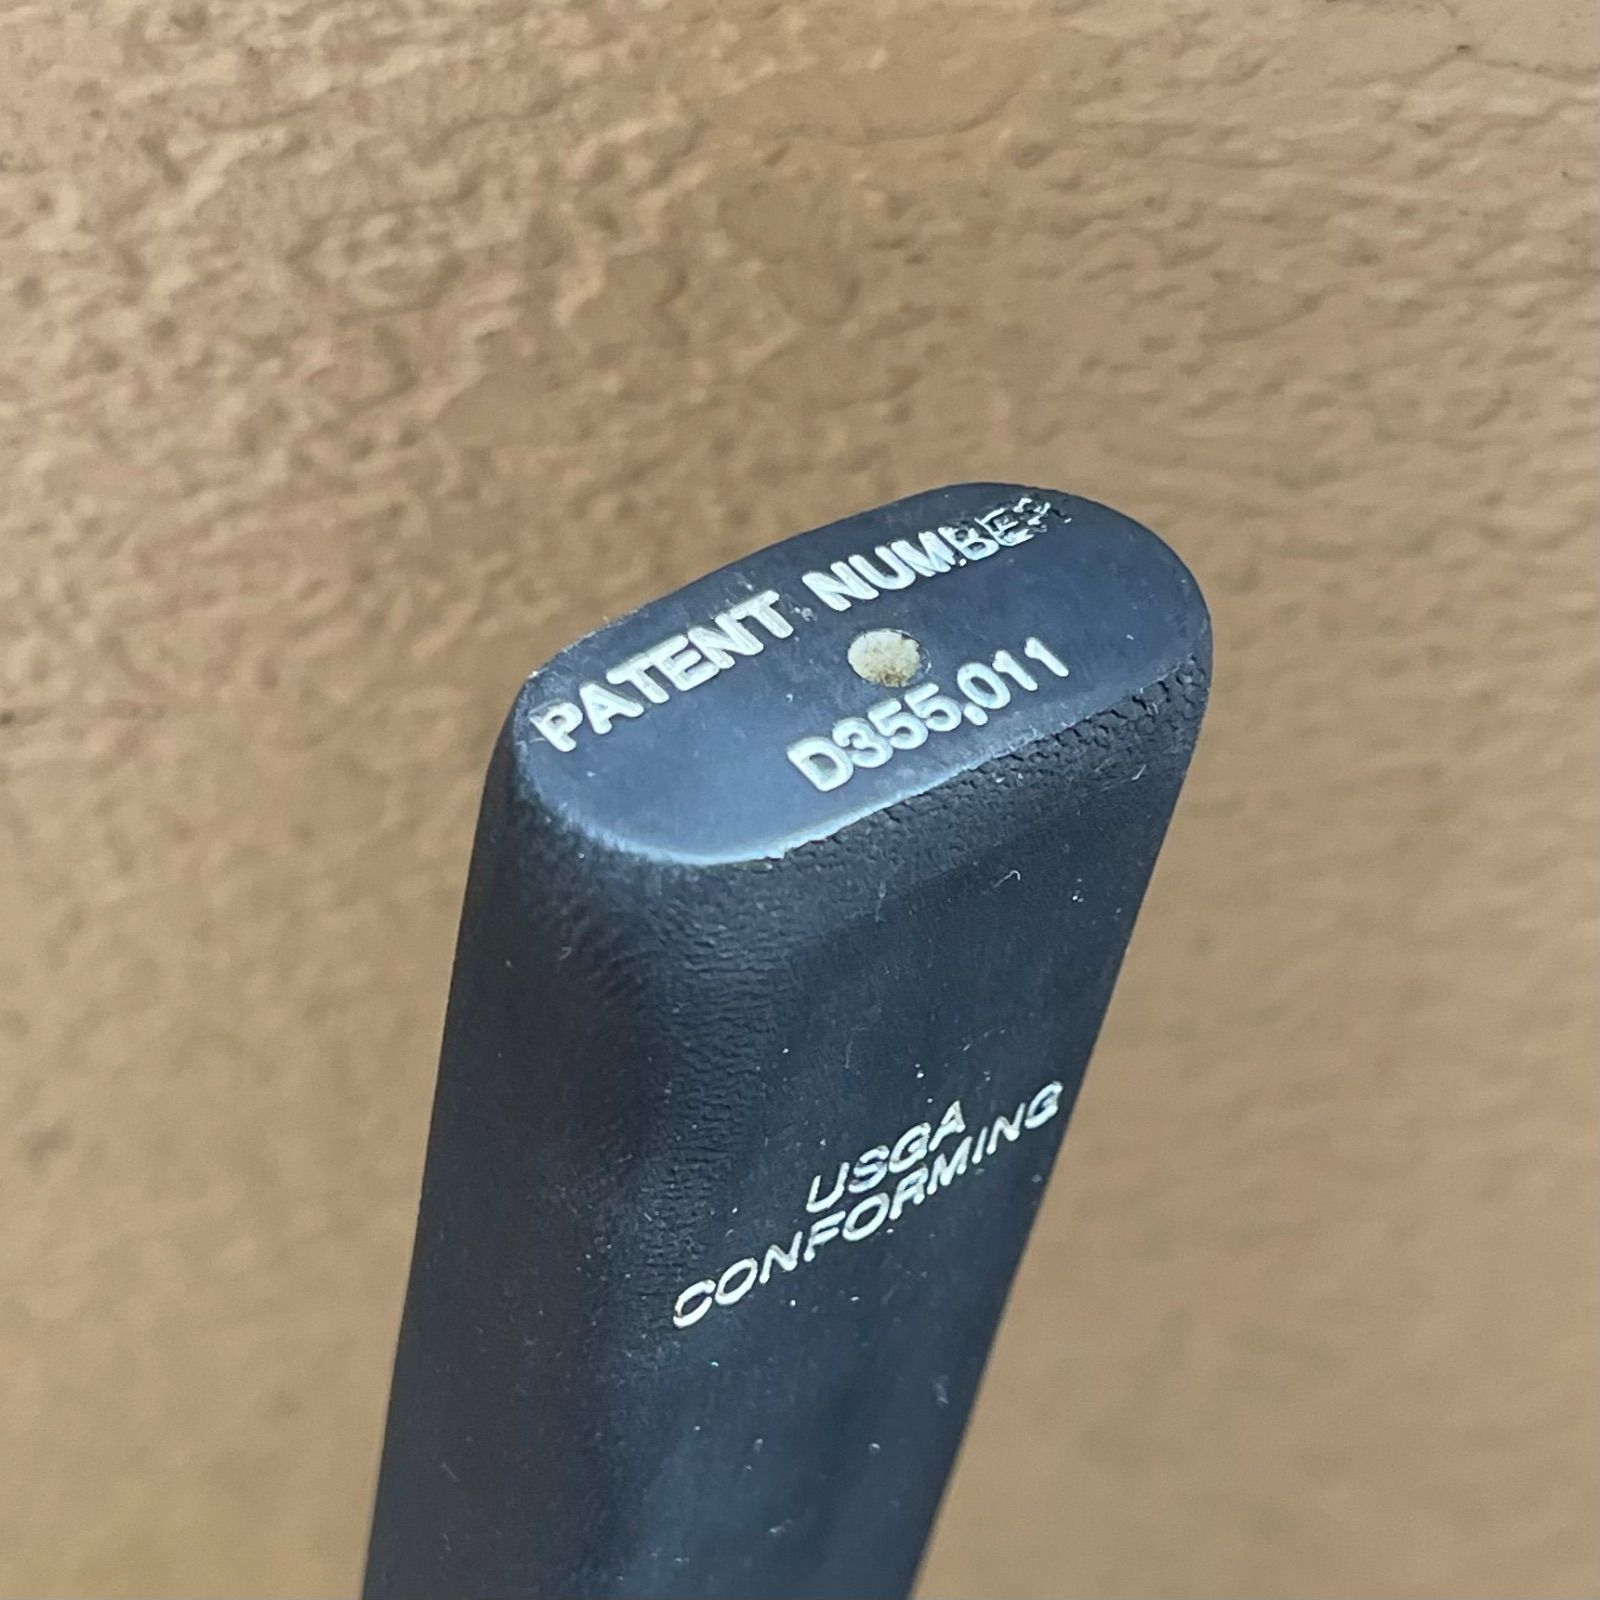 PATENT NUMBER
D355,011
USGA
CONFORMING